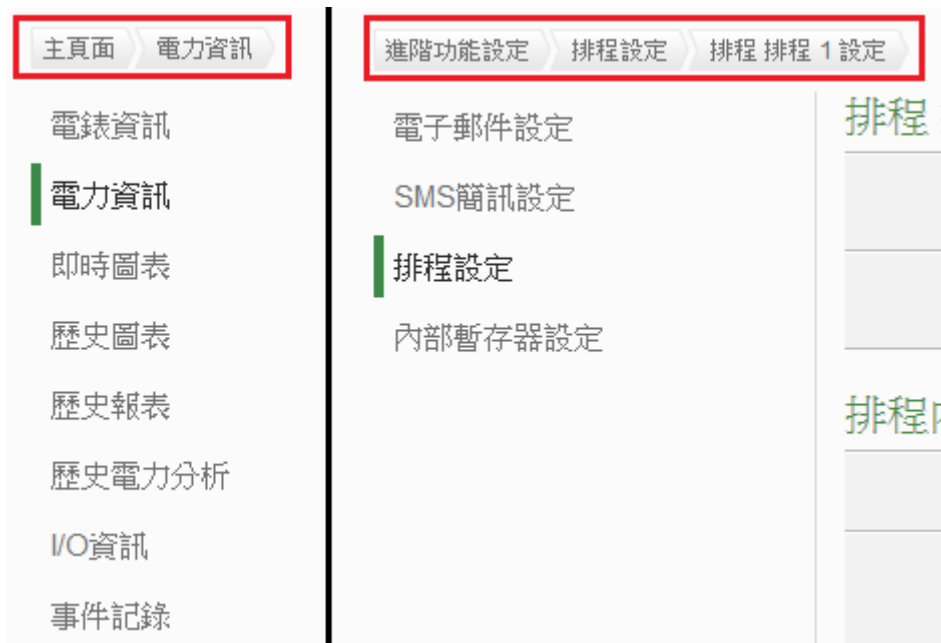 主頁面 電力資訊
電錶資訊
電力資訊
即時圖表
歷史圖表
歷史報表
歷史電力分析
I/O資訊
事件記錄
進階功能設定 排程設定 排程 排程 1 設定
電子郵件設定
SMS簡訊設定
排程設定
內部暫存器設定
排程
排程內